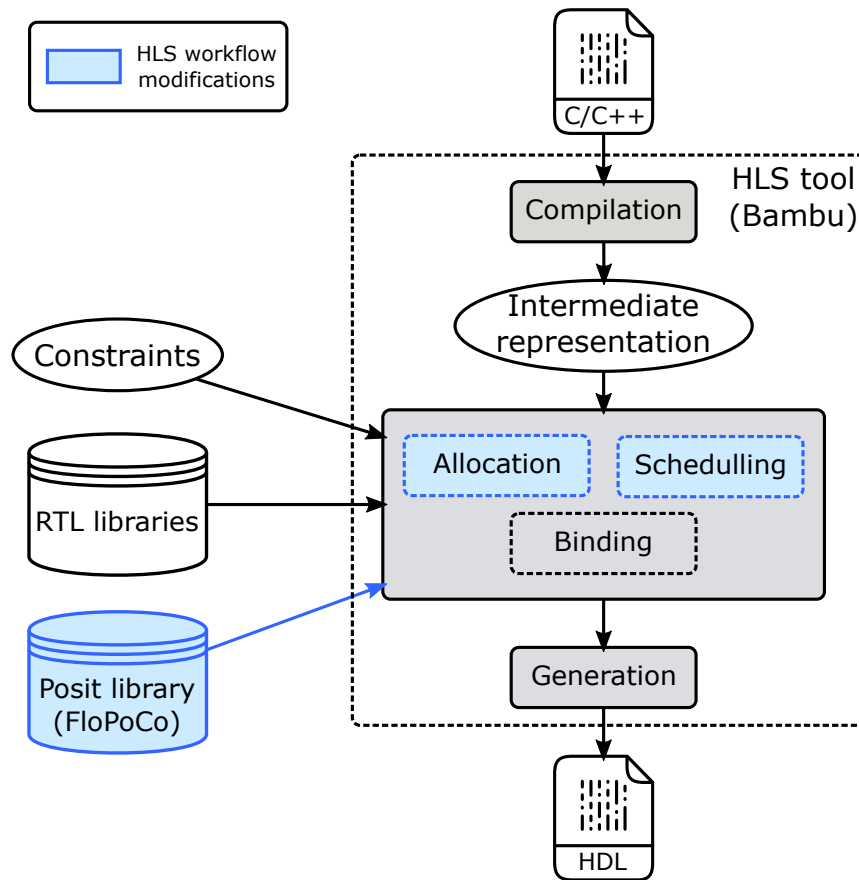 HLS workflow
modifications
C/C++
HLS tool
(Bambu)
Compilation
Intermediate
representation
Constraints
Allocation
Schedulling
RTL libraries
Binding
Posit library
(FloPoCo)
Generation
HDL